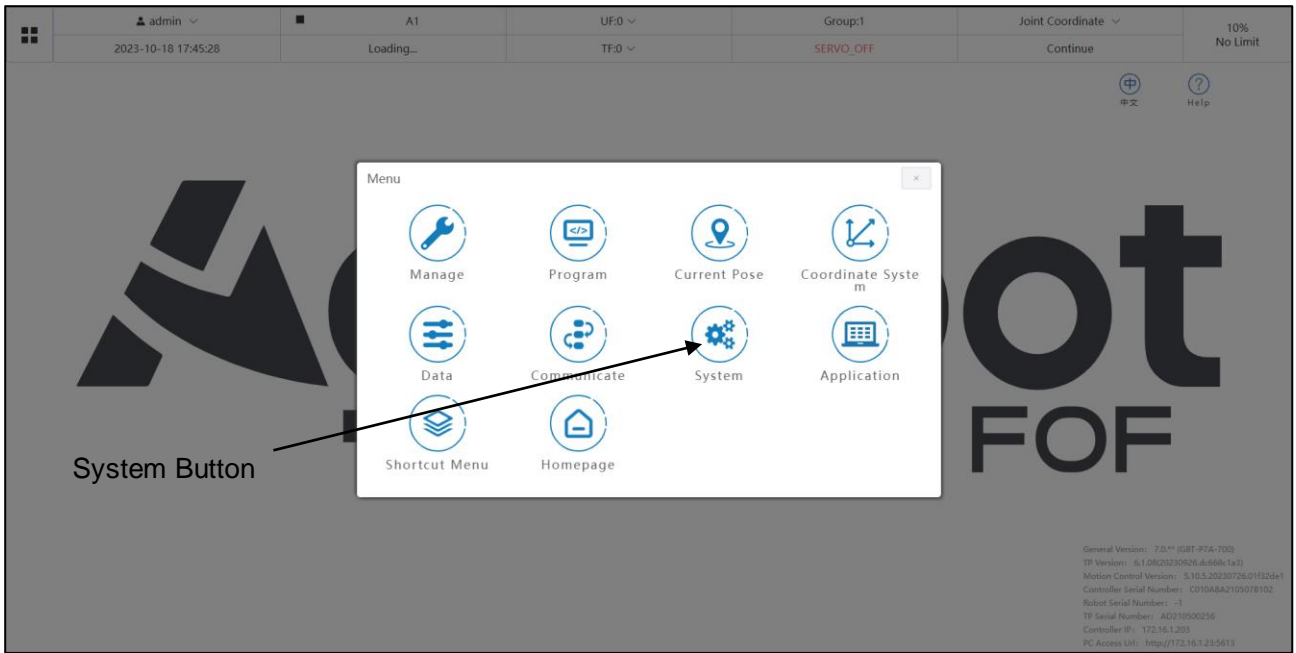 admin
A1
UF:0
Group:1
Joint Coordinate
10%
No Limit
2023-10-18 17:45:28
Loading...
TF:0
SERVO_OFF
Continue
中文
Help
Menu
×
Manage
Program
Current Pose
Coordinate Syste
m
Data
Communicate
System
Application
Shortcut Menu
Homepage
System Button
ot
FOF
General Version: 7.0.** (GBT-P7A-700)
TP Version: 6.1.08(20230926.dc668c1a3)
Motion Control Version: 5.10.5.20230726.01f32de1
Controller Serial Number: C010A8A2105078102
Robot Serial Number: -1
TP Serial Number: AD210500256
Controller IP: 172.16.1.203
PC Access Url: http://172.16.1.23:5613